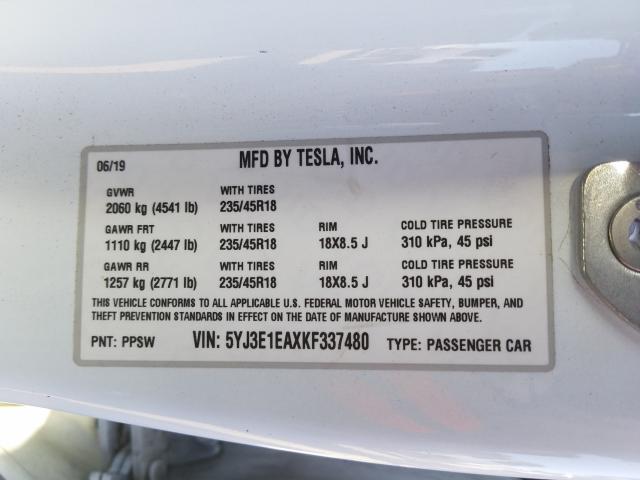 06/19 MFD BY TESLA, INC.
GVWR WITH TIRES
2060 kg (4541 lb) 235/45R18
GAWR FRT WITH TIRES RIM COLD TIRE PRESSURE
1110 kg (2447 lb) 235/45R18 18X8.5 J 310 kPa, 45 psi
GAWR RR WITH TIRES RIM COLD TIRE PRESSURE
1257 kg (2771 lb) 235/45R18 18X8.5 J 310 kPa, 45 psi
THIS VEHICLE CONFORMS TO ALL APPLICABLE U.S. FEDERAL MOTOR VEHICLE SAFETY, BUMPER, AND
THEFT PREVENTION STANDARDS IN EFFECT ON THE DATE OF MANUFACTURE SHOWN ABOVE.
PNT: PPSW VIN: 5YJ3E1EAXKF337480 TYPE: PASSENGER CAR